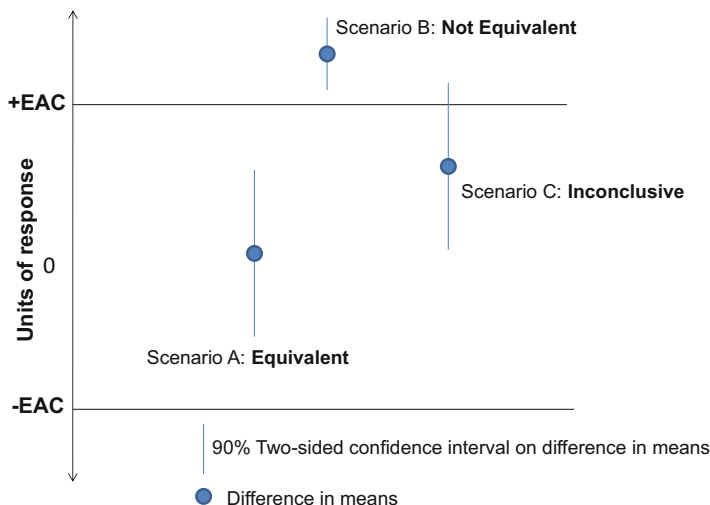 Scenario B: Not Equivalent
+EAC
Scenario C: Inconclusive
Units of response
0
Scenario A: Equivalent
-EAC
90% Two-sided confidence interval on difference in means
Difference in means